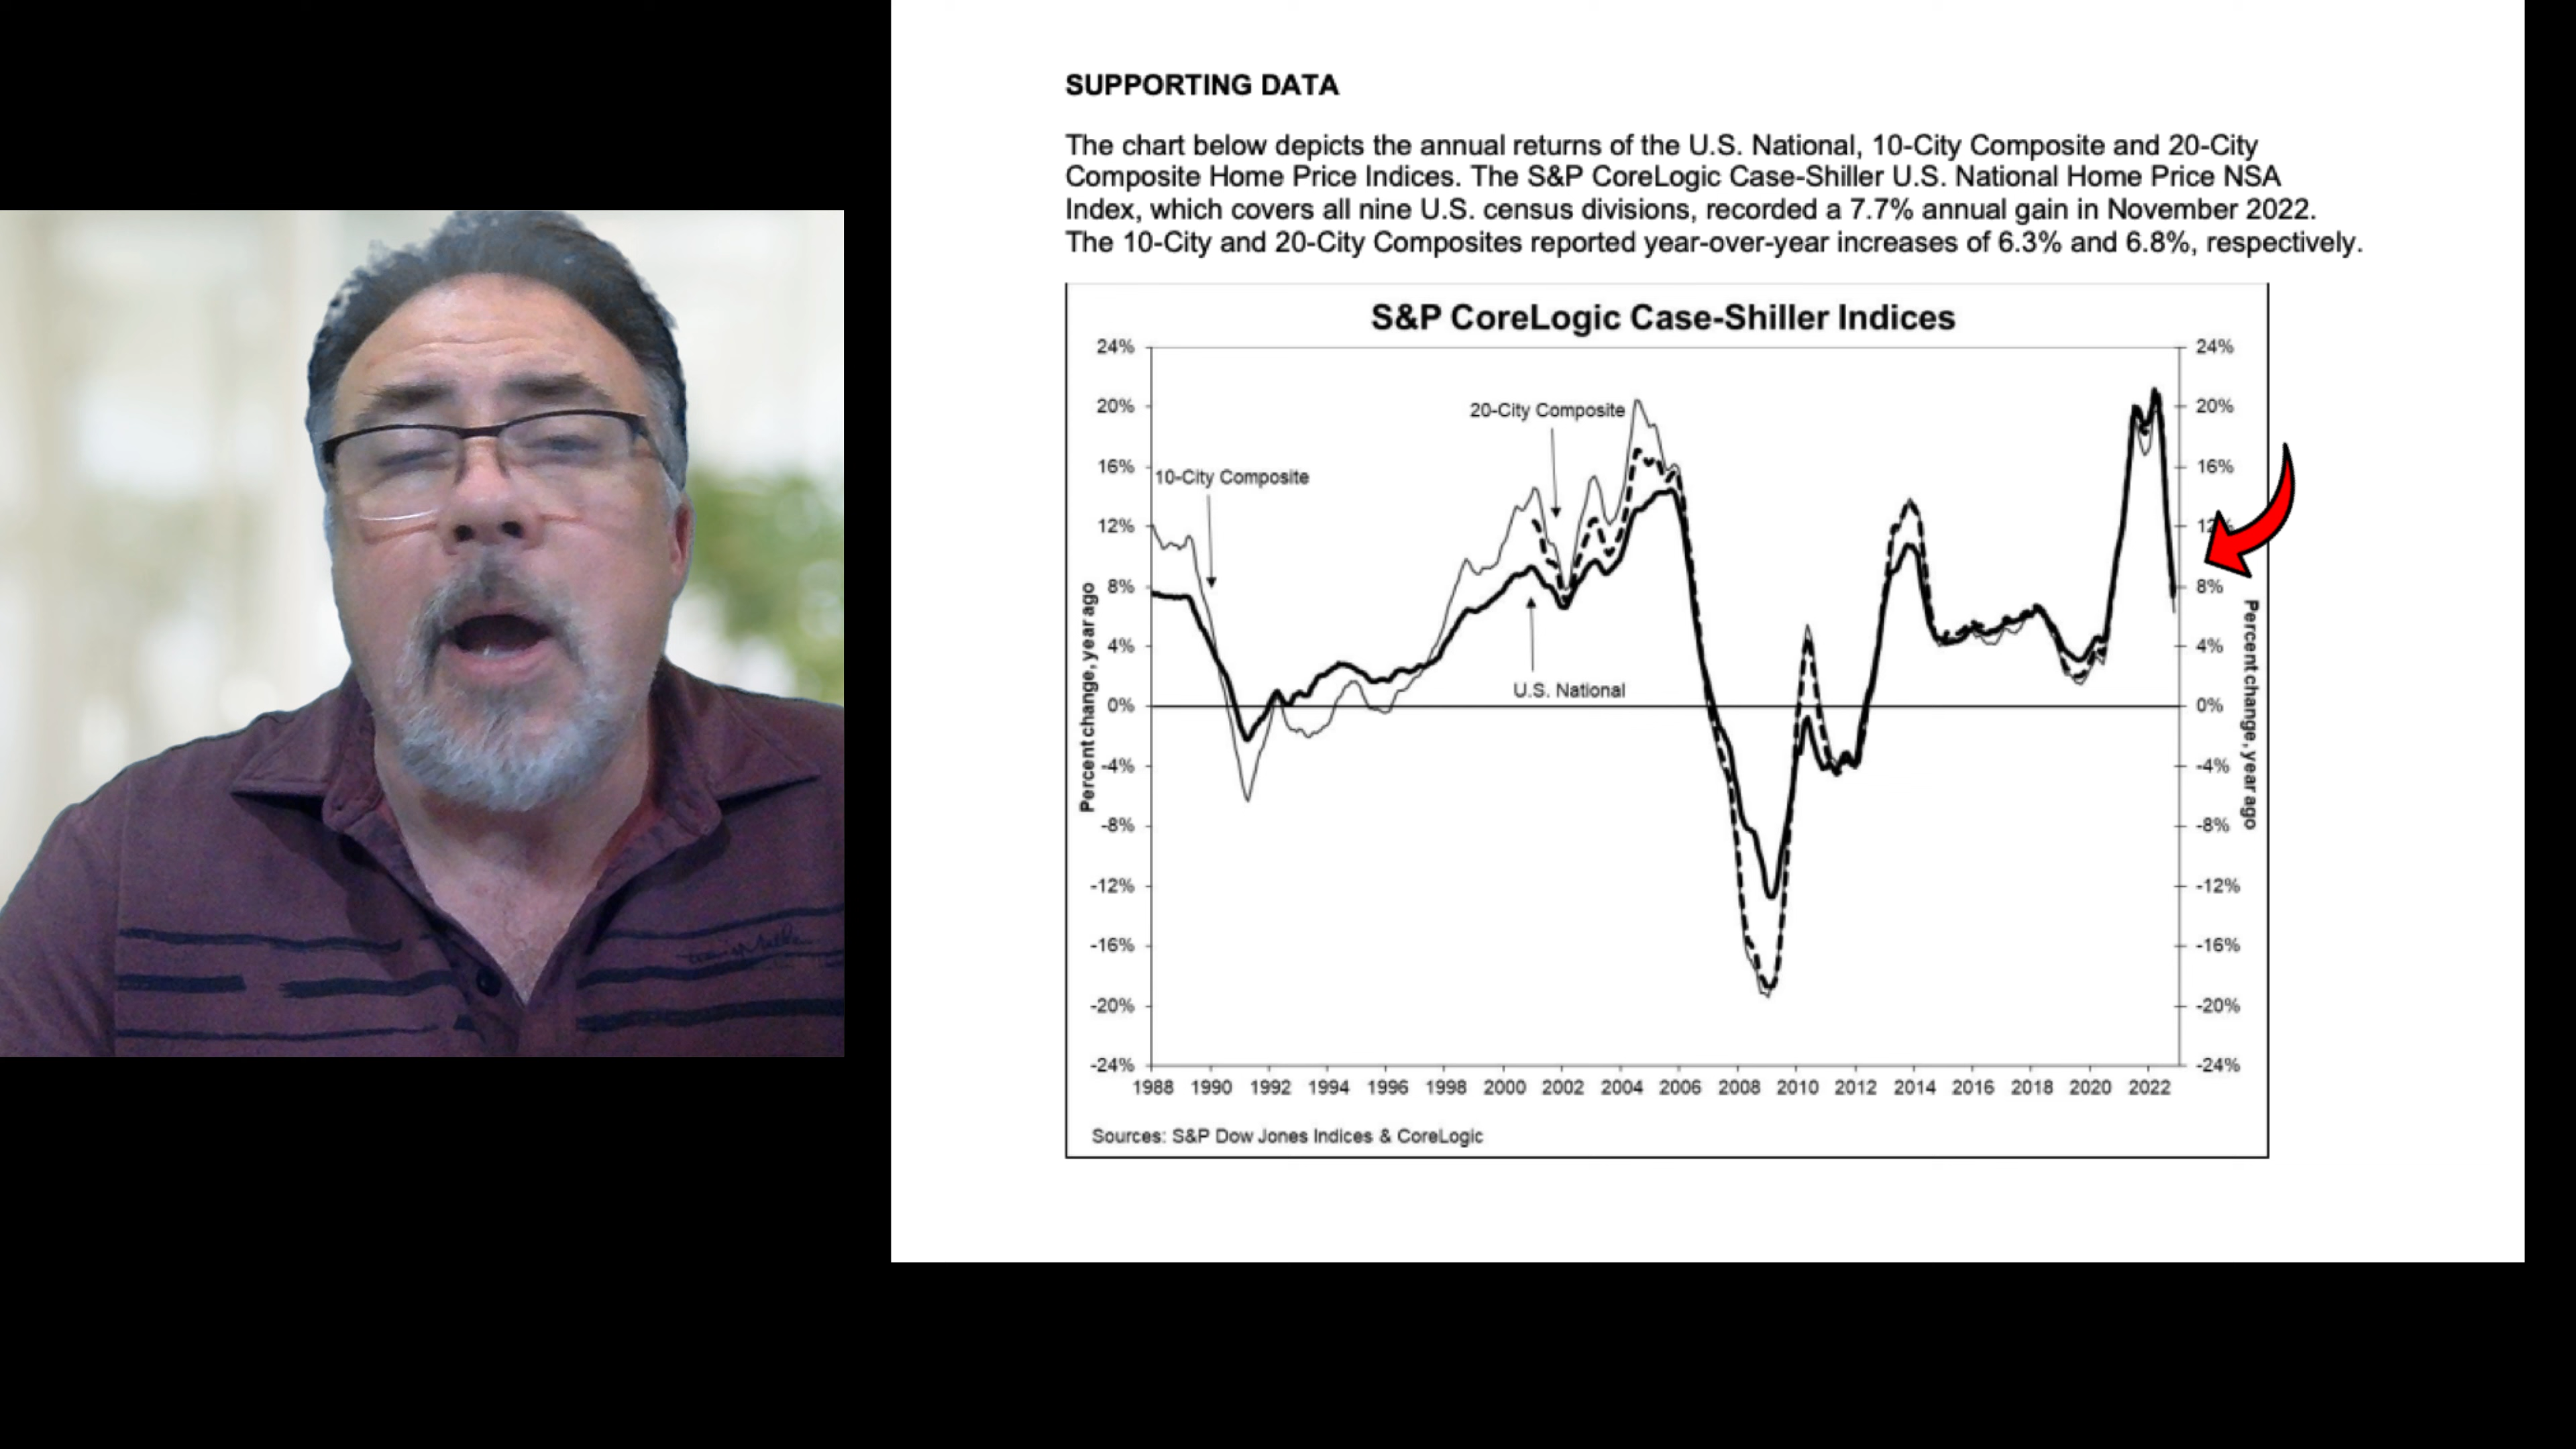 SUPPORTING DATA
The chart below depicts the annual returns of the U.S. National, 10-City Composite and 20-City
Composite Home Price Indices. The S&P CoreLogic Case-Shiller U.S. National Home Price NSA
Index, which covers all nine U.S. census divisions, recorded a 7.7% annual gain in November 2022.
The 10-City and 20-City Composites reported year-over-year increases of 6.3% and 6.8%, respectively.
S&P CoreLogic Case-Shiller Indices
24% 24%
20% 20-City Composite 20%
16% 10-City Composite 16%
12%
8% 8%
4% 4%
U.S. National
0% 0%
-4% -4%
-8% -8%
-12% -12%
-16% -16%
-20% -20%
-24% -24%
Percent change, year ago
Percent change, year ago
1988 1990 1992 1994 1996 1998 2000 2002 2004 2006 2008 2010 2012 2014 2016 2018 2020 2022
Sources: S&P Dow Jones Indices & CoreLogic